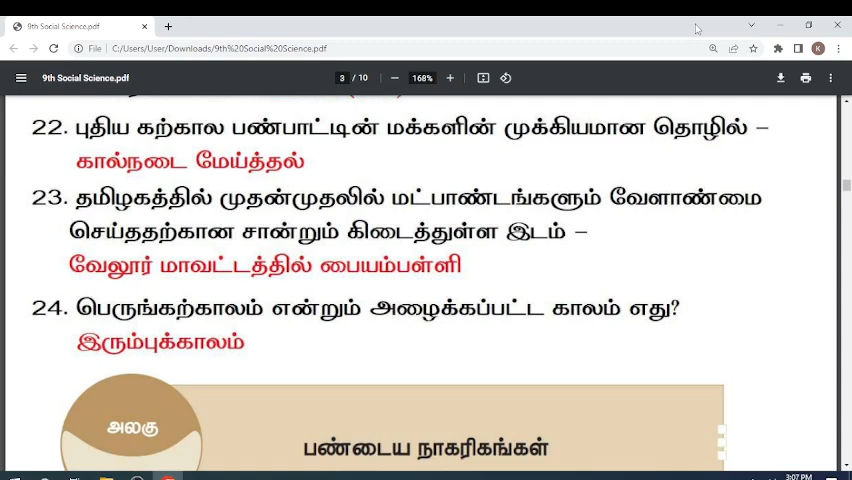 9th Social Science.pdf
File C:/Users/User/Downloads/9th%20Social%20Science.pdf
K
9th Social Science.pdf 3 / 10 168%
22. புதிய கற்கால பண்பாட்டின் மக்களின் முக்கியமான தொழில் –
கால்நடை மேய்த்தல்
23. தமிழகத்தில் முதன்முதலில் மட்பாண்டங்களும் வேளாண்மை
செய்ததற்கான சான்றும் கிடைத்துள்ள இடம் –
வேலூர் மாவட்டத்தில் பையம்பள்ளி
24. பெருங்கற்காலம் என்றும் அழைக்கப்பட்ட காலம் எது?
இரும்புக்காலம்
அலகு
பண்டைய நாகரிகங்கள்
3:07 PM